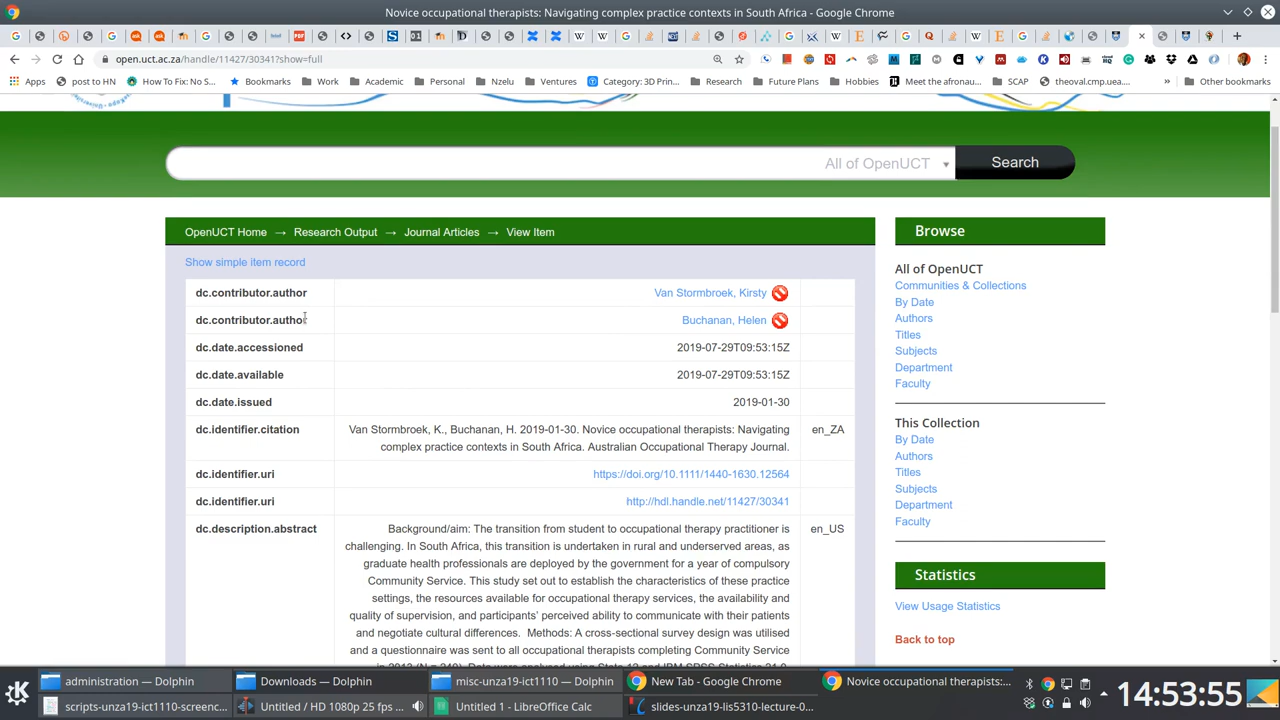 Novice occupational therapists: Navigating complex practice contexts in South Africa - Google Chrome
open.uct.ac.za/handle/11427/30341?show=full
Apps post to HN How To Fix: No S... Bookmarks Work Academic Personal Nzelu Ventures Category: 3D Prin... Research Future Plans Hobbies Meet the afronau... SCAP theoval.cmp.uea.... » Other bookmarks
All of OpenUCT Search
OpenUCT Home → Research Output → Journal Articles → View Item
Show simple item record
dc.contributor.author Van Stormbroek, Kirsty
dc.contributor.author Buchanan, Helen
dc.date.accessioned 2019-07-29T09:53:15Z
dc.date.available 2019-07-29T09:53:15Z
dc.date.issued 2019-01-30
dc.identifier.citation Van Stormbroek, K., Buchanan, H. 2019-01-30. Novice occupational therapists: Navigating en_ZA
complex practice contexts in South Africa. Australian Occupational Therapy Journal.
dc.identifier.uri https://doi.org/10.1111/1440-1630.12564
dc.identifier.uri http://hdl.handle.net/11427/30341
dc.description.abstract Background/aim: The transition from student to occupational therapy practitioner is en_US
challenging. In South Africa, this transition is undertaken in rural and underserved areas, as
graduate health professionals are deployed by the government for a year of compulsory
Community Service. This study set out to establish the characteristics of these practice
settings, the resources available for occupational therapy services, the availability and
quality of supervision, and participants' perceived ability to communicate with their patients
and negotiate cultural differences. Methods: A cross-sectional survey design was utilised
and a questionnaire was sent to all occupational therapists completing Community Service
Browse
All of OpenUCT
Communities & Collections
By Date
Authors
Titles
Subjects
Department
Faculty
This Collection
By Date
Authors
Titles
Subjects
Department
Faculty
Statistics
View Usage Statistics
Back to top
administration — Dolphin Downloads — Dolphin misc-unza19-ict1110 — Dolphin New Tab - Google Chrome Novice occupational therapists:...
scripts-unza19-ict1110-screenc... Untitled / HD 1080p 25 fps ... Untitled 1 - LibreOffice Calc slides-unza19-lis5310-lecture-0...
14:53:55